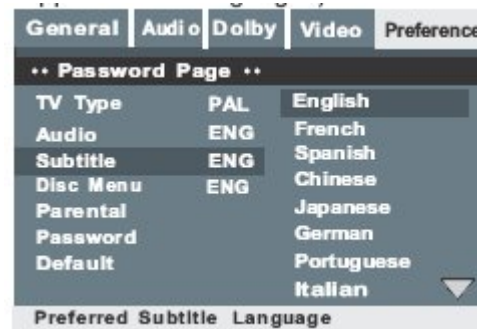 General Audio Dolby Video Preference
•• Password Page ••
TV Type PAL English
Audio ENG French
Subtitle ENG Spanish
Disc Menu ENG Chinese
Parental Japanese
Password German
Default Portuguese
Italian
Preferred Subtitle Language